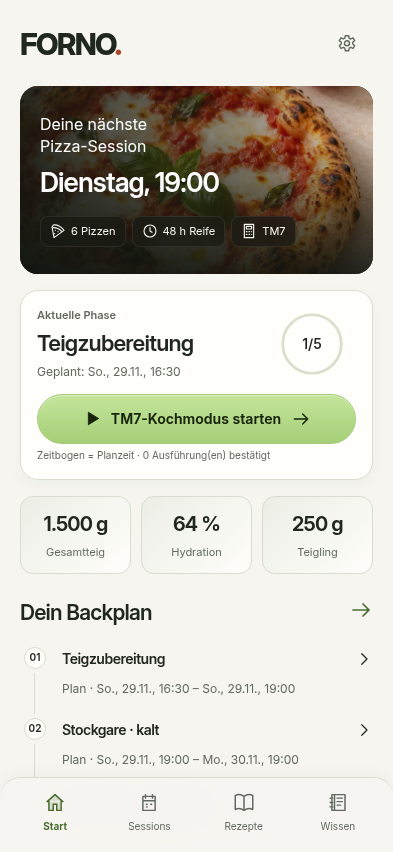 FORNO.
Deine nächste
Pizza-Session
Dienstag, 19:00
6 Pizzen
48 h Reife
TM7
Aktuelle Phase
Teigzubereitung
Geplant: So., 29.11., 16:30
1/5
TM7-Kochmodus starten
Zeitbogen = Planzeit · 0 Ausführung(en) bestätigt
1.500 g
Gesamtteig
64 %
Hydration
250 g
Teigling
Dein Backplan
01
Teigzubereitung
Plan · So., 29.11., 16:30 – So., 29.11., 19:00
02
Stockgare · kalt
Plan · So., 29.11., 19:00 – Mo., 30.11., 19:00
Start
Sessions
Rezepte
Wissen